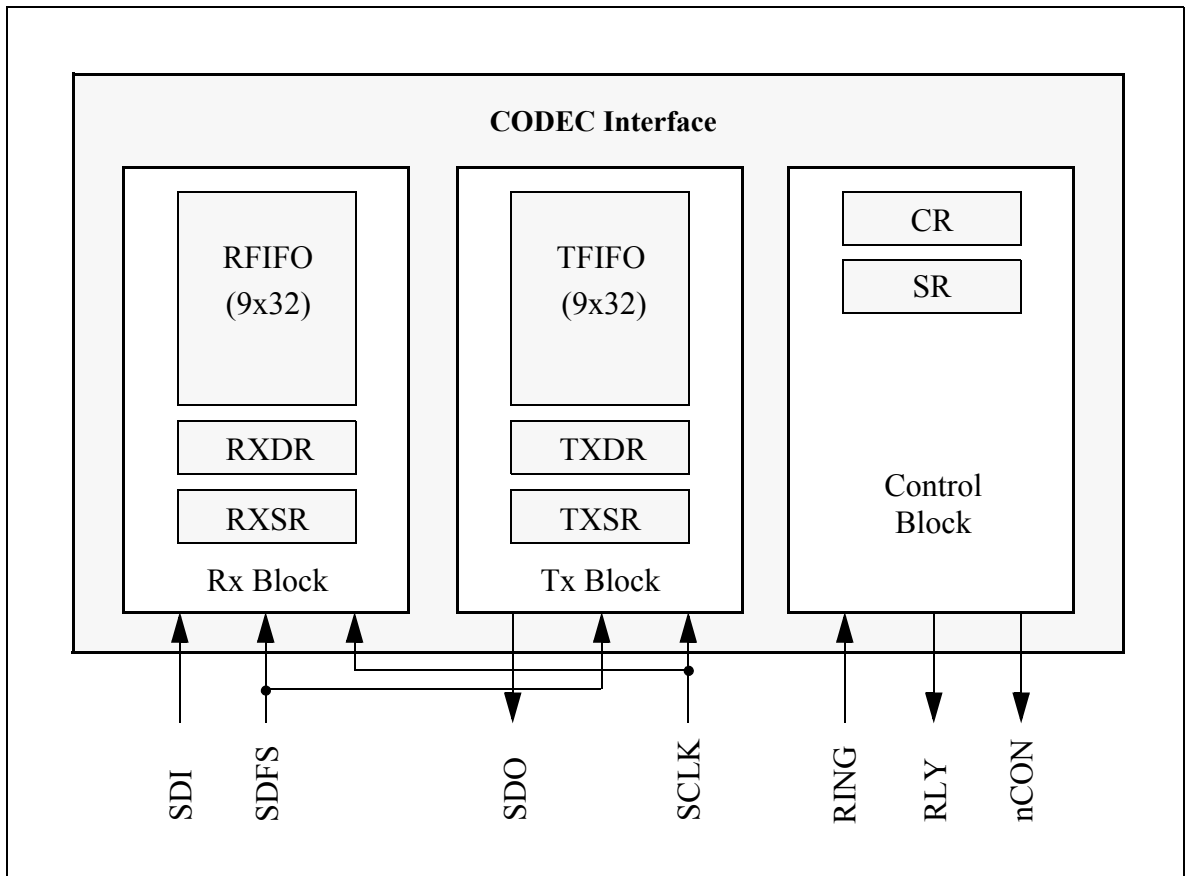 CODEC Interface
RFIFO
(9x32)
RXDR
RXSR
Rx Block
TFIFO
(9x32)
TXDR
TXSR
Tx Block
CR
SR
Control
Block
SDI
SDFS
SDO
SCLK
RING
RLY
nCON